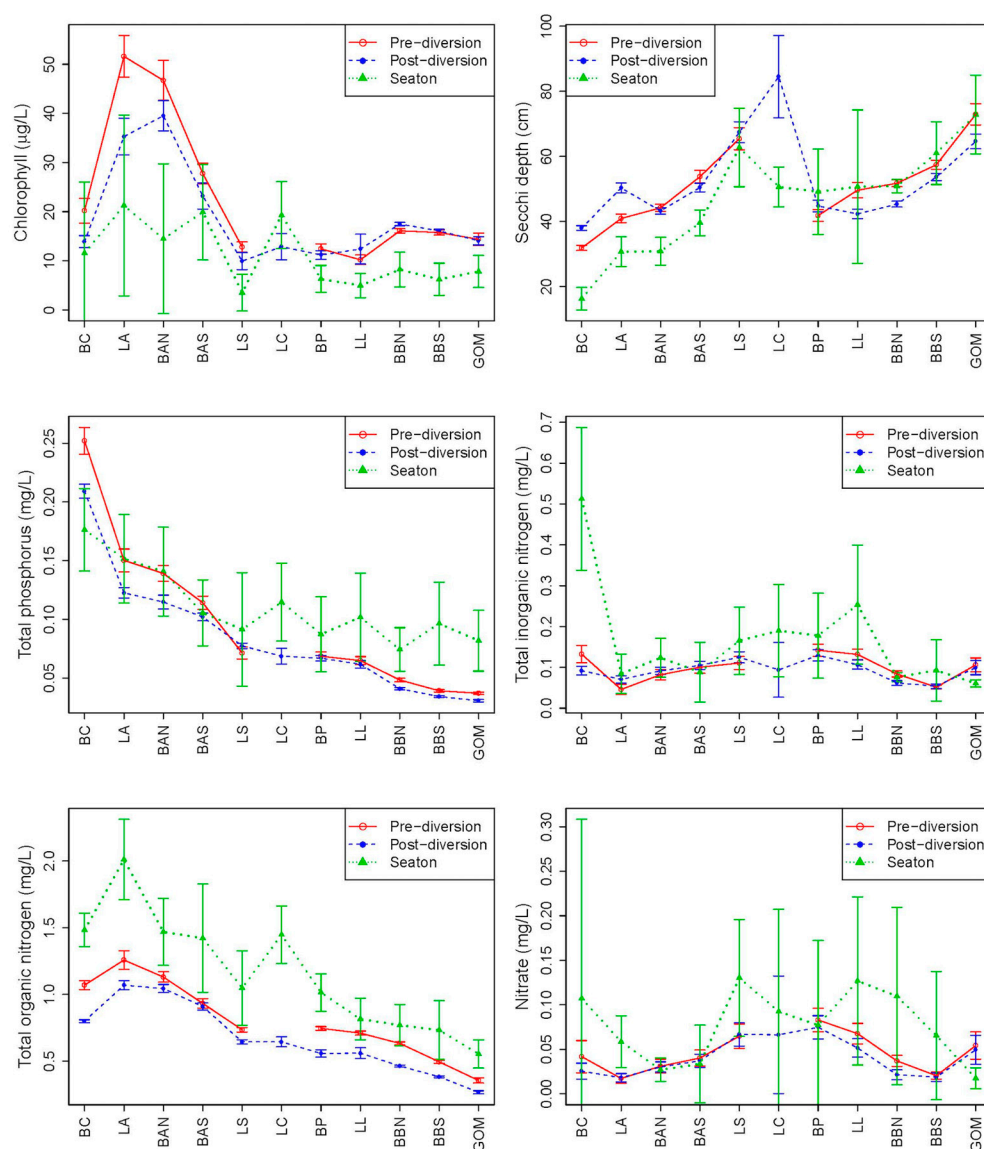 Chlorophyll (μg/L)
50
40
30
20
10
0
Pre-diversion
Post-diversion
Seaton
BC LA BAN BAS LS LC BP LL BBN BBS GOM
Secchi depth (cm)
100
80
60
40
20
Pre-diversion
Post-diversion
Seaton
BC LA BAN BAS LS LC BP LL BBN BBS GOM
Total phosphorus (mg/L)
0.25
0.20
0.15
0.10
0.05
Pre-diversion
Post-diversion
Seaton
BC LA BAN BAS LS LC BP LL BBN BBS GOM
Total inorganic nitrogen (mg/L)
0.7
0.6
0.5
0.4
0.3
0.2
0.1
0.0
Pre-diversion
Post-diversion
Seaton
BC LA BAN BAS LS LC BP LL BBN BBS GOM
Total organic nitrogen (mg/L)
2.0
1.5
1.0
0.5
Pre-diversion
Post-diversion
Seaton
BC LA BAN BAS LS LC BP LL BBN BBS GOM
Nitrate (mg/L)
0.30
0.25
0.20
0.15
0.10
0.05
0.00
Pre-diversion
Post-diversion
Seaton
BC LA BAN BAS LS LC BP LL BBN BBS GOM